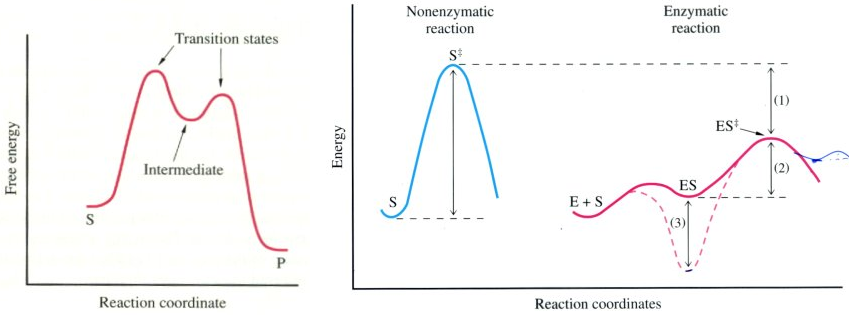 Transition states
Intermediate
Free energy
S
P
Reaction coordinate
Nonenzymatic
reaction
Enzymatic
reaction
S‡
(1)
ES‡
(2)
Energy
S
E + S
ES
(3)
Reaction coordinates